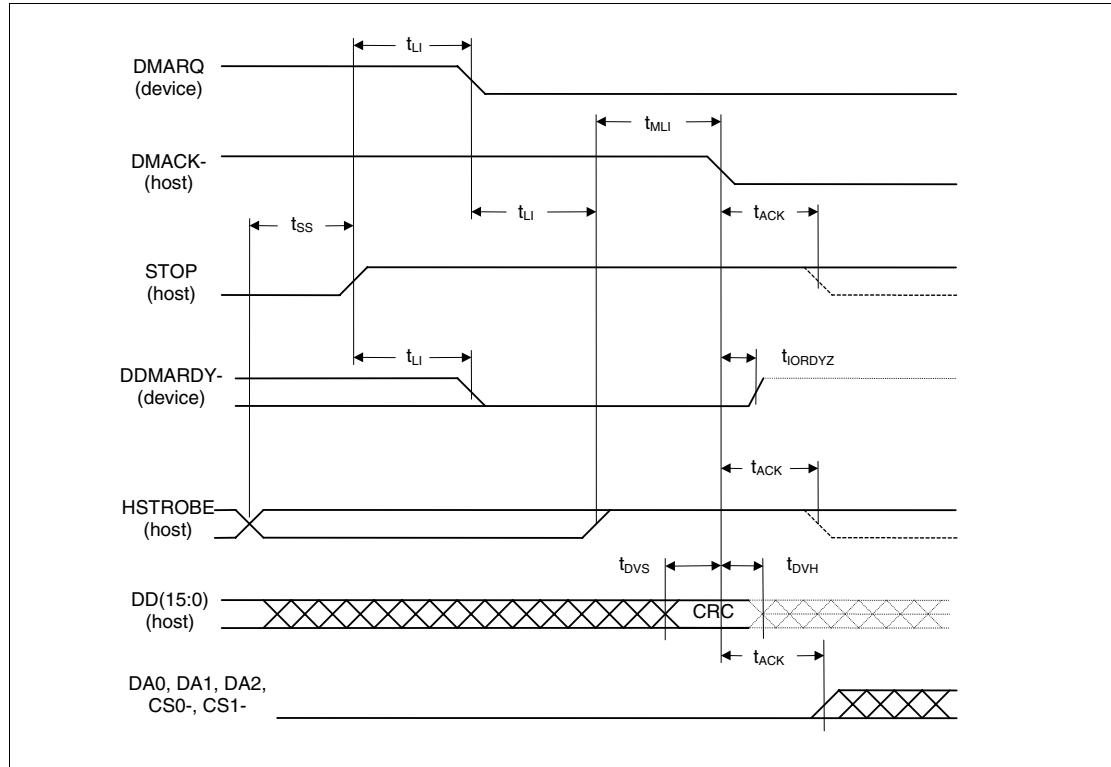 tLI
DMARQ
(device)
tMLI
DMACK-
(host)
tSS
tLI
tACK
STOP
(host)
tLI
tIORDYZ
DDMARDY-
(device)
tACK
HSTROBE
(host)
tDVS
tDVH
DD(15:0)
(host)
CRC
tACK
DA0, DA1, DA2,
CS0-, CS1-